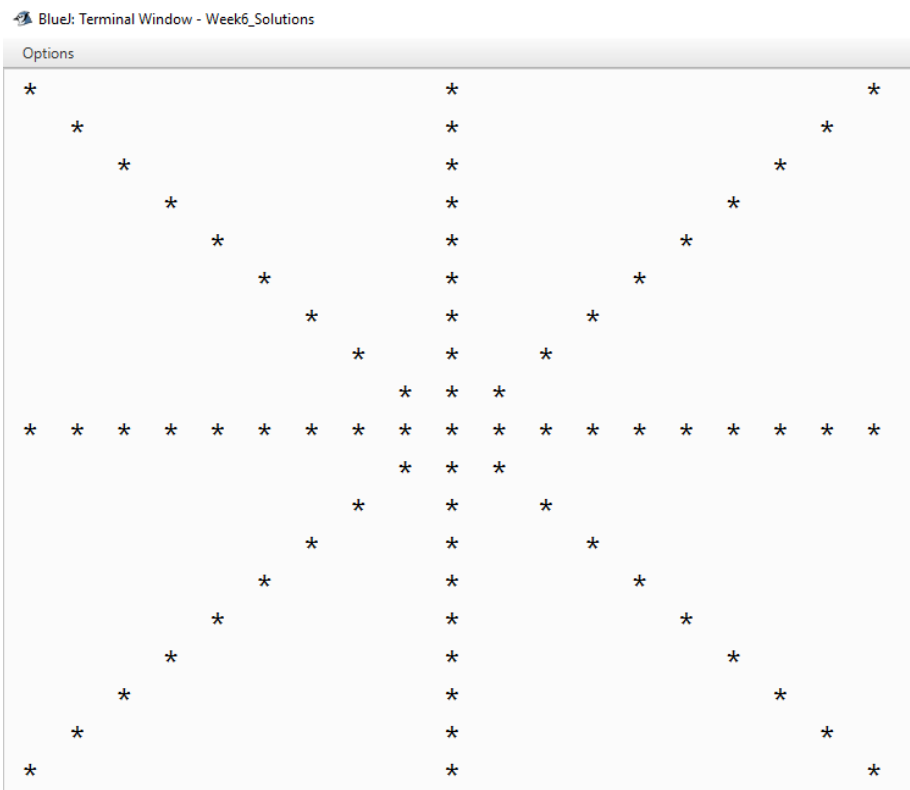 BlueJ: Terminal Window - Week6_Solutions
Options
*                 *                 *
  *               *               *
    *             *             *
      *           *           *
        *         *         *
          *       *       *
            *     *     *
              *   *   *
                * * *
* * * * * * * * * * * * * * * * * * *
                * * *
              *   *   *
            *     *     *
          *       *       *
        *         *         *
      *           *           *
    *             *             *
  *               *               *
*                 *                 *